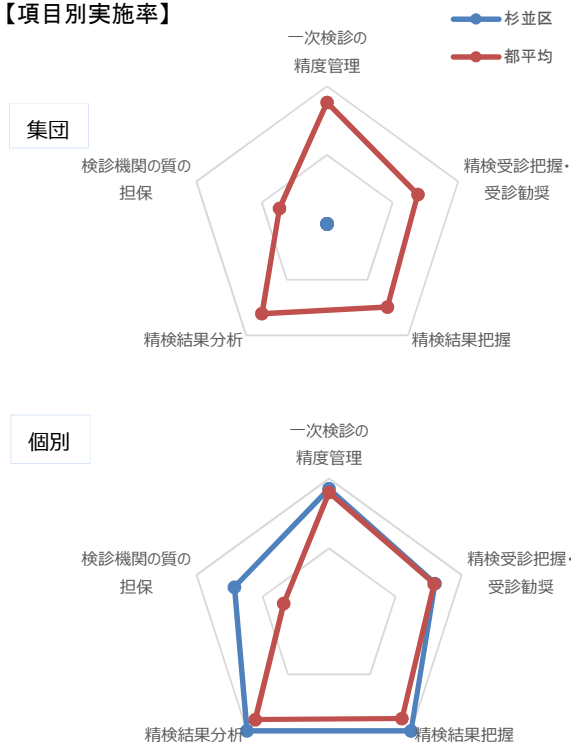 【項目別実施率】
杉並区
都平均
集団
一次検診の
精度管理
精検受診把握・
受診勧奨
精検結果把握
精検結果分析
検診機関の質の
担保
個別
一次検診の
精度管理
精検受診把握・
受診勧奨
精検結果把握
精検結果分析
検診機関の質の
担保